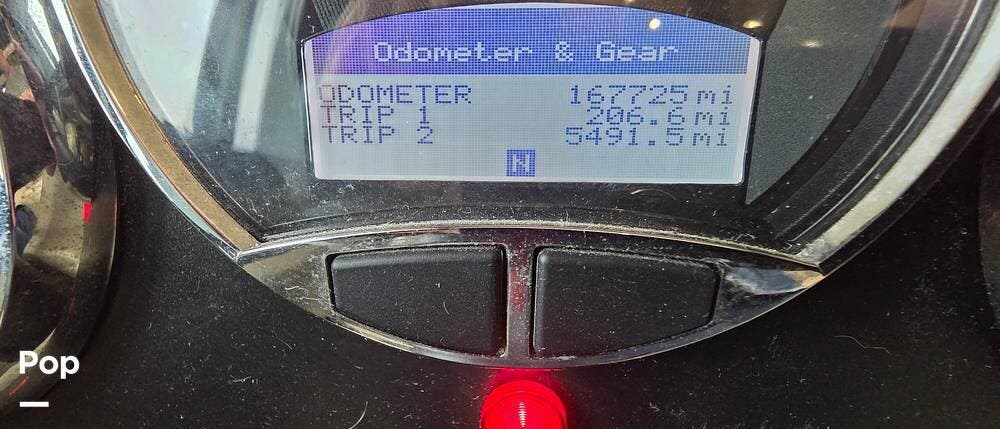 Odometer & Gear
ODOMETER 167725 mi
TRIP 1 206.6 mi
TRIP 2 5491.5 mi
N
Pop